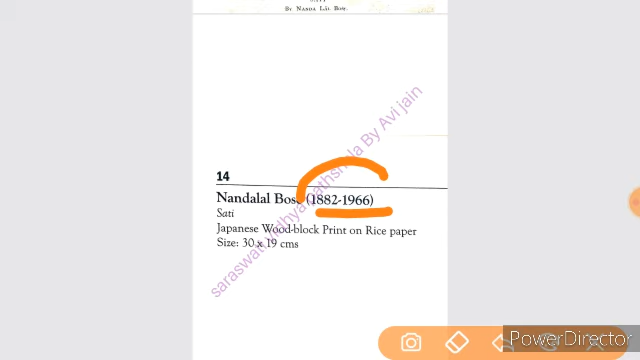 By Nanda Lal Bose.
14
Nandalal Bose (1882-1966)
Sati
Japanese Wood-block Print on Rice paper
Size: 30 x 19 cms
saraswati vidhya pathshala By Avi jain
PowerDirector